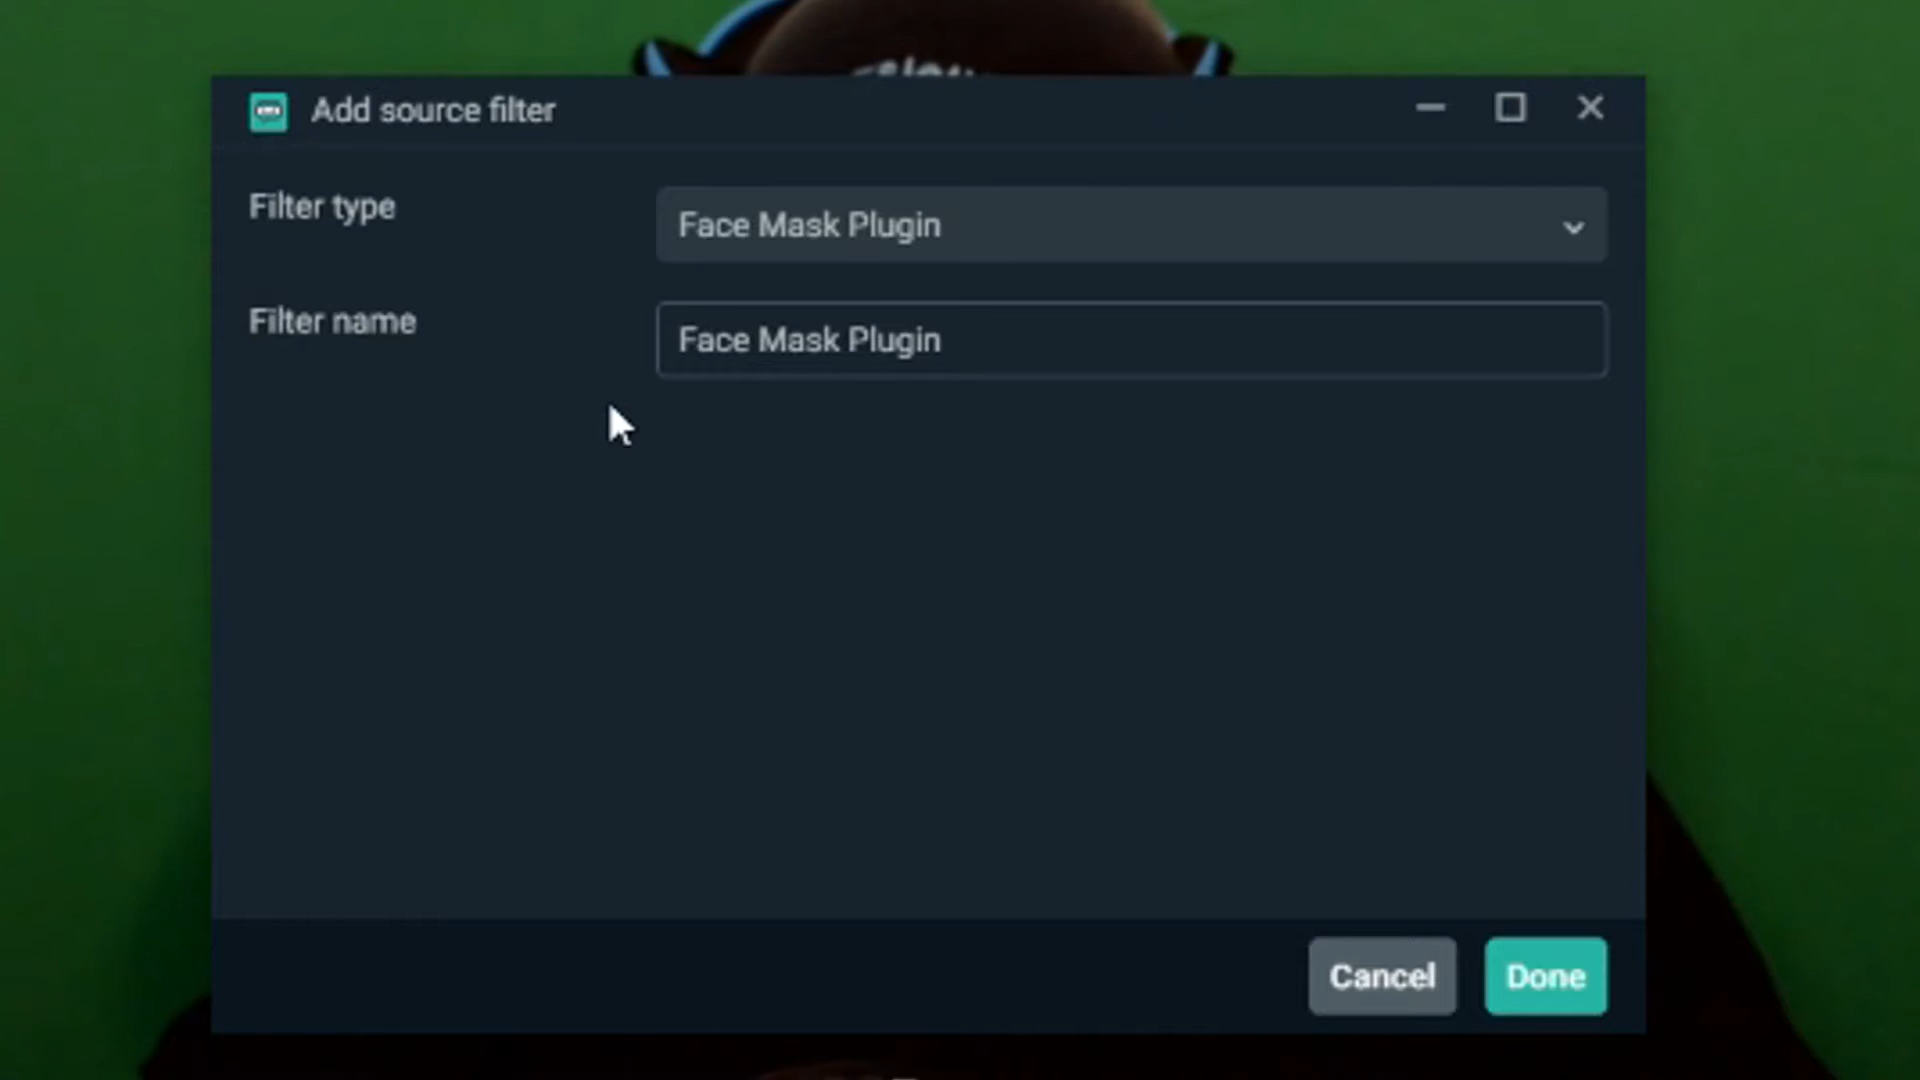 Add source filter
Filter type
Face Mask Plugin
Filter name
Face Mask Plugin
Cancel
Done